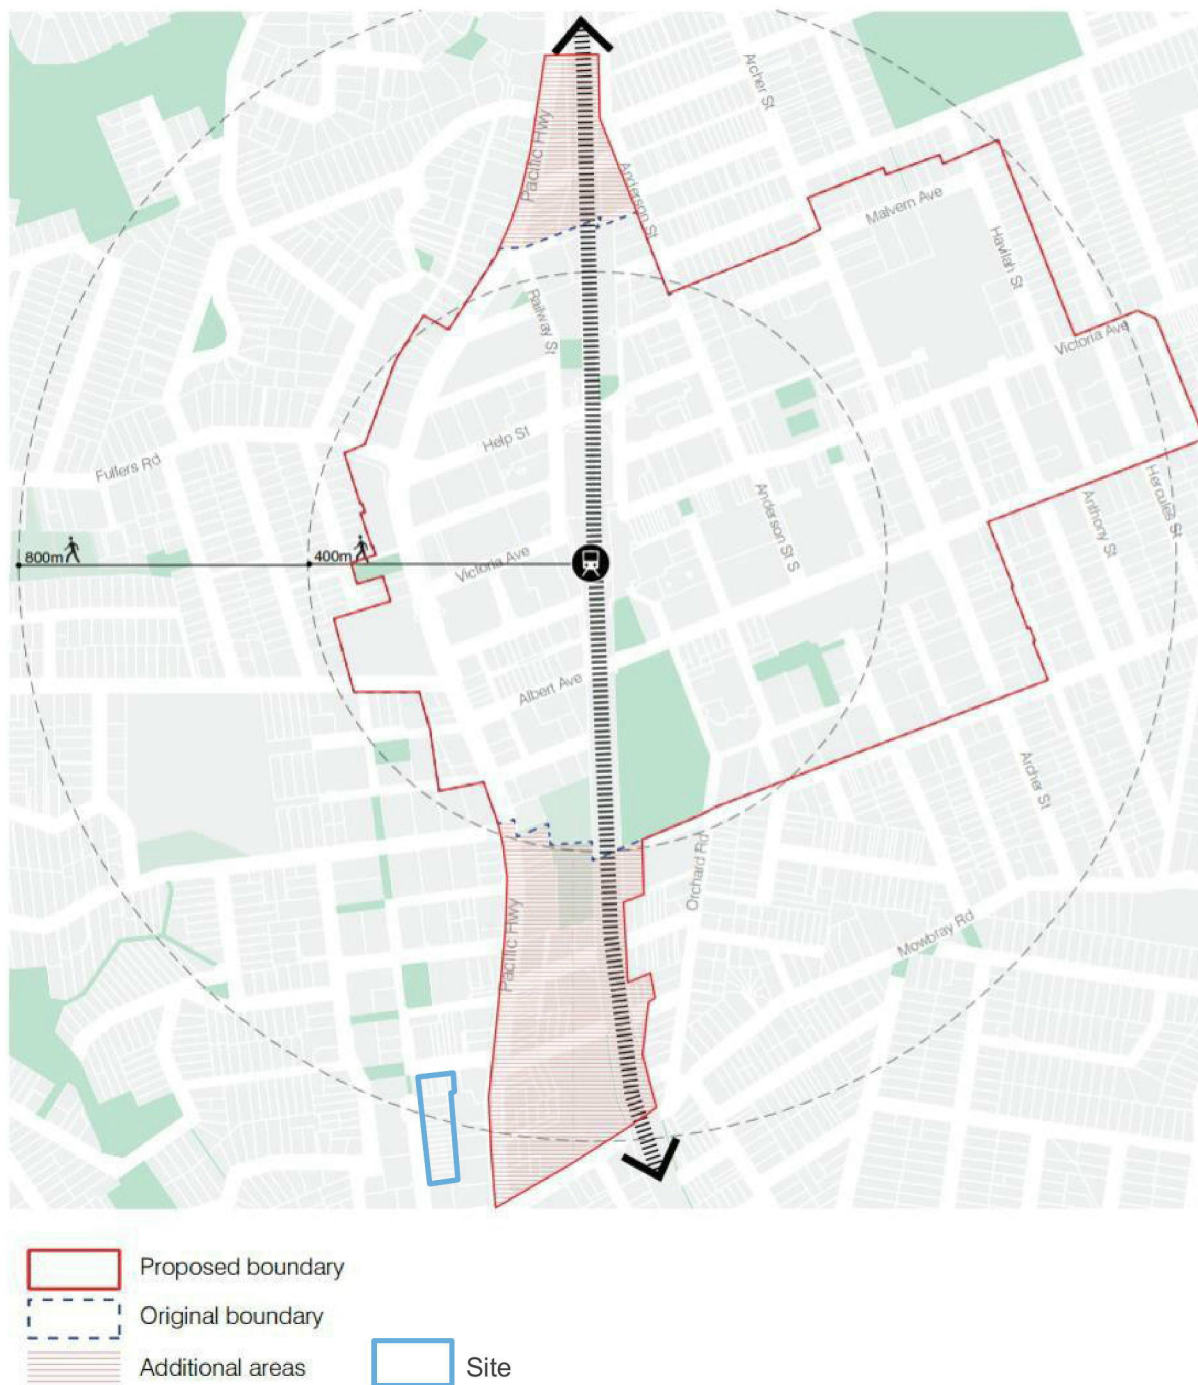 Archer St
Pacific Hwy
Anderson St
Malvern Ave
Havilah St
Railway St
Victoria Ave
Help St
Fullers Rd
Hercules St
Anthony St
Anderson St S
800m
400m
Victoria Ave
Albert Ave
Archer St
Orchard Rd
Pacific Hwy
Mowbray Rd
Proposed boundary
Original boundary
Additional areas
Site